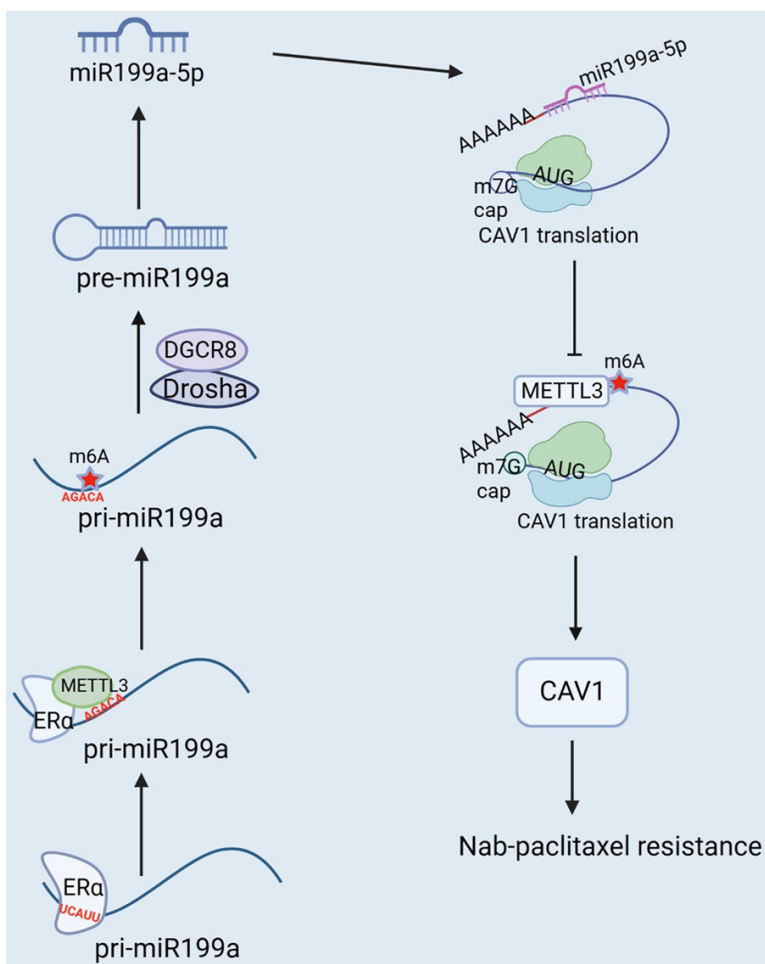 miR199a-5p
pre-miR199a
DGCR8
Drosha
m6A
AGACA
pri-miR199a
METTL3
AGACA
ERα
pri-miR199a
ERα
UCAUU
pri-miR199a
miR199a-5p
AAAAAA
AUG
m7G
cap
CAV1 translation
m6A
METTL3
AAAAAA
m7G
AUG
cap
CAV1 translation
CAV1
Nab-paclitaxel resistance